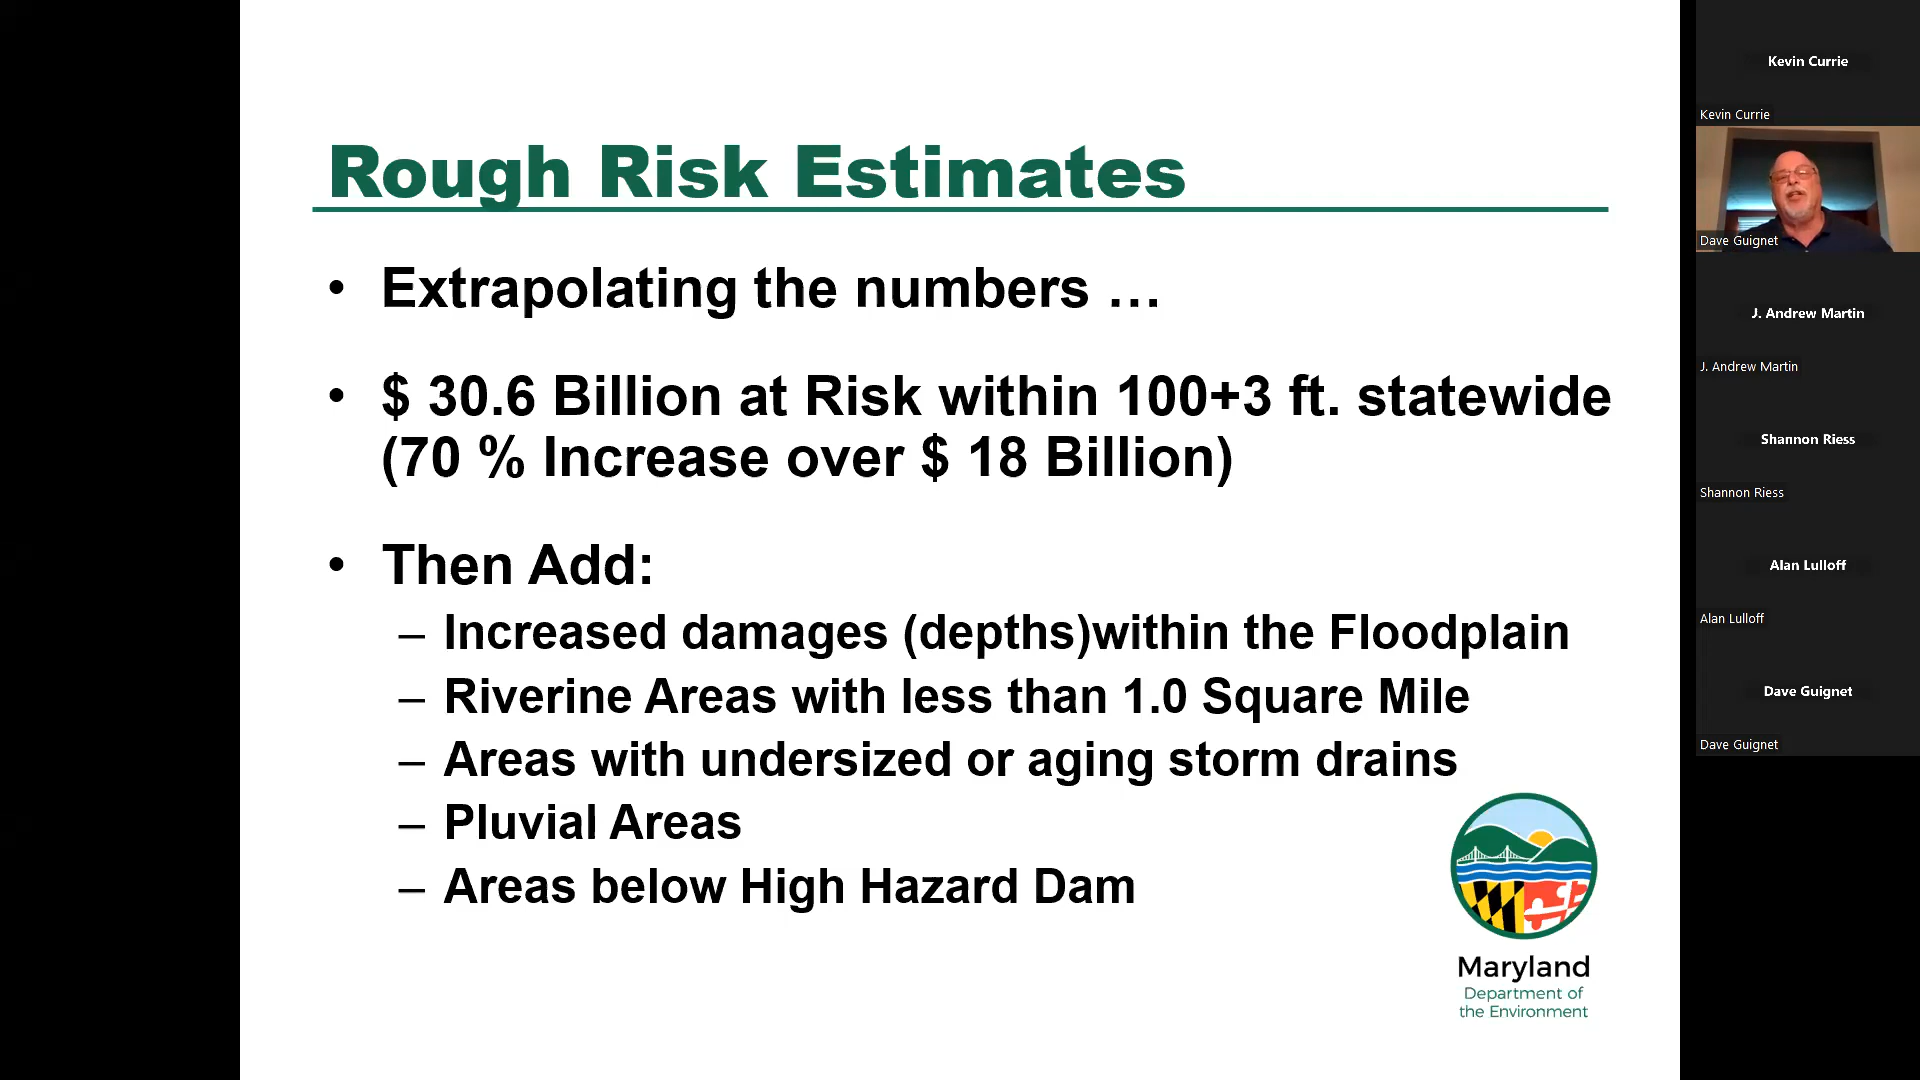 Rough Risk Estimates
• Extrapolating the numbers …
• $ 30.6 Billion at Risk within 100+3 ft. statewide
(70 % Increase over $ 18 Billion)
• Then Add:
– Increased damages (depths)within the Floodplain
– Riverine Areas with less than 1.0 Square Mile
– Areas with undersized or aging storm drains
– Pluvial Areas
– Areas below High Hazard Dam
Maryland
Department of
the Environment
Kevin Currie
Kevin Currie
Dave Guignet
J. Andrew Martin
J. Andrew Martin
Shannon Riess
Shannon Riess
Alan Lulloff
Alan Lulloff
Dave Guignet
Dave Guignet